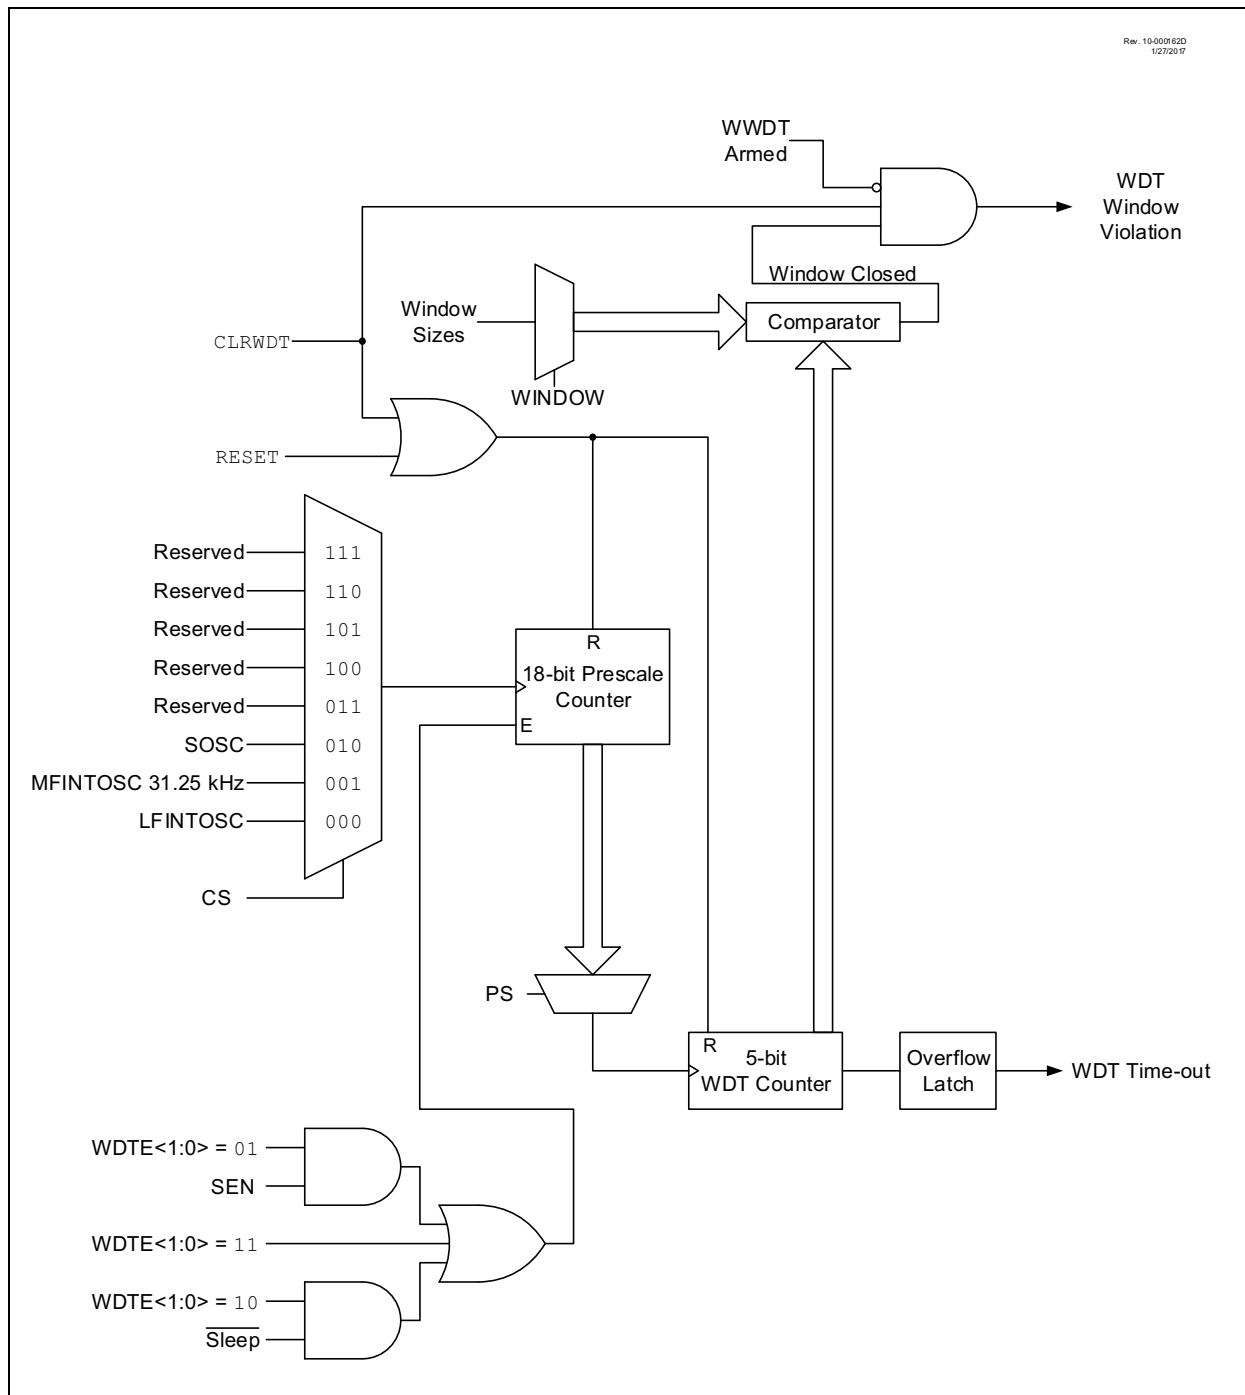 Rev. 10-000162D
1/27/2017
WWDT
Armed
WDT
Window
Violation
Window Closed
Window
Sizes
Comparator
CLRWDT
WINDOW
RESET
Reserved 111
Reserved 110
Reserved 101
Reserved 100
Reserved 011
SOSC 010
MFINTOSC 31.25 kHz 001
LFINTOSC 000
CS
R
18-bit Prescale
Counter
E
PS
R
5-bit
WDT Counter
Overflow
Latch
WDT Time-out
WDTE<1:0> = 01
SEN
WDTE<1:0> = 11
WDTE<1:0> = 10
Sleep